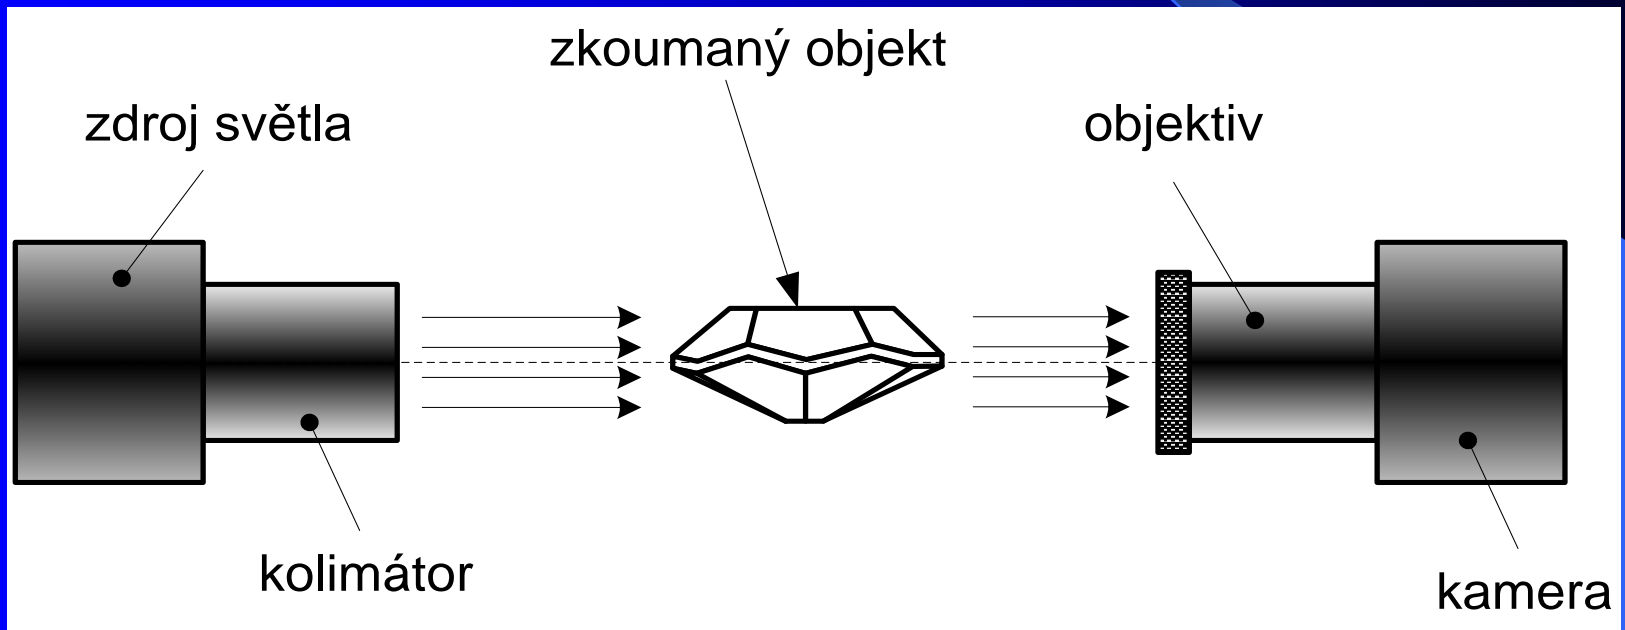 zkoumaný objekt
zdroj světla
objektiv
kolimátor
kamera